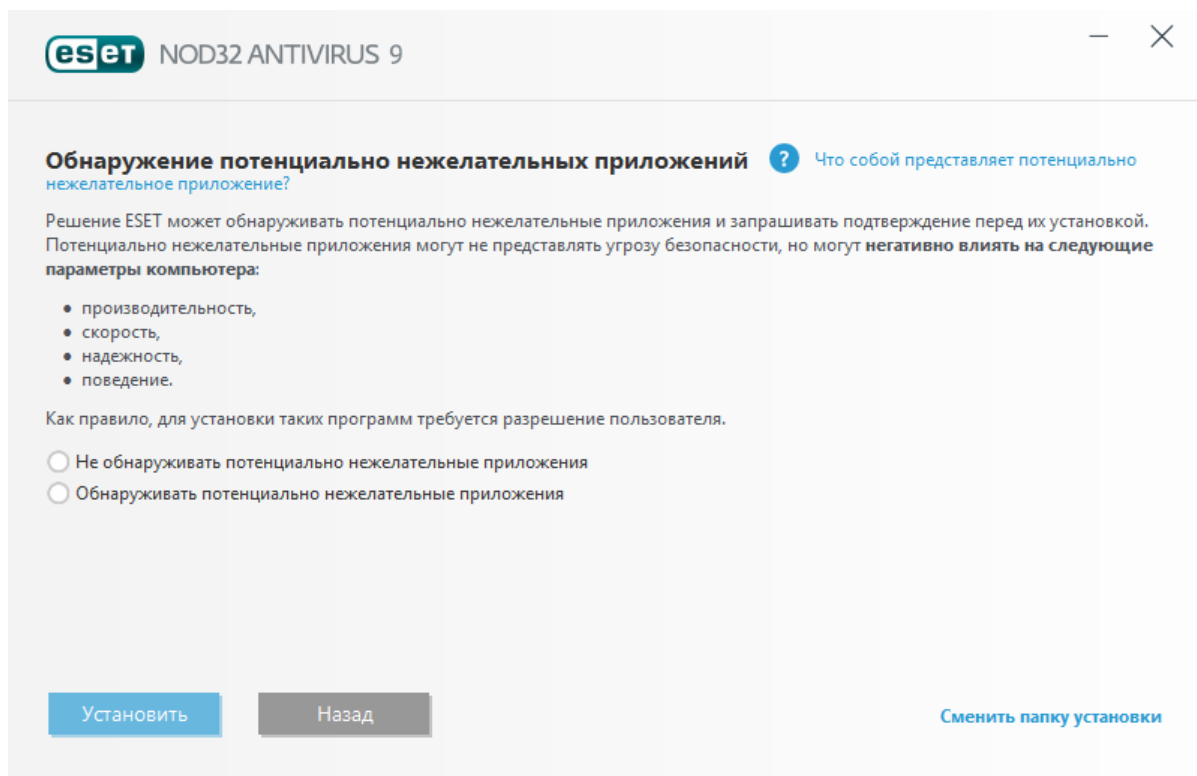 eset NOD32 ANTIVIRUS 9
Обнаружение потенциально нежелательных приложений ? Что собой представляет потенциально
нежелательное приложение?
Решение ESET может обнаруживать потенциально нежелательные приложения и запрашивать подтверждение перед их установкой.
Потенциально нежелательные приложения могут не представлять угрозу безопасности, но могут негативно влиять на следующие
параметры компьютера:
• производительность,
• скорость,
• надежность,
• поведение.
Как правило, для установки таких программ требуется разрешение пользователя.
Не обнаруживать потенциально нежелательные приложения
Обнаруживать потенциально нежелательные приложения
Установить Назад Сменить папку установки